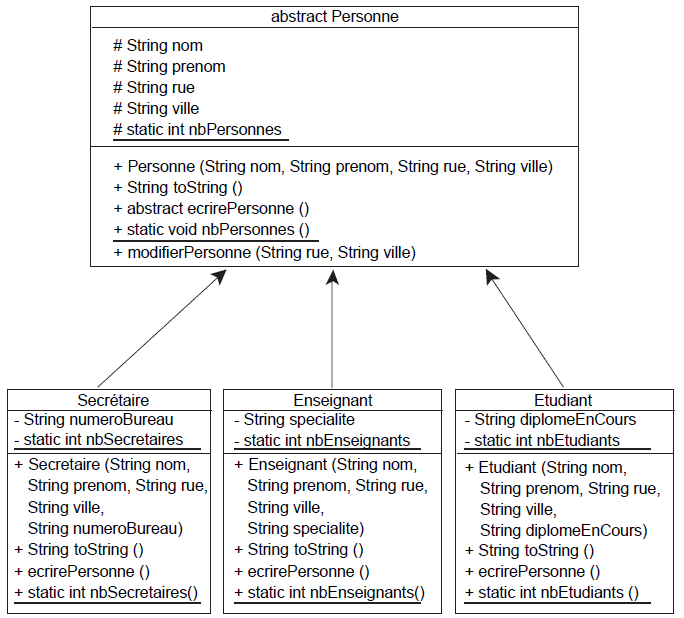 abstract Personne
# String nom
# String prenom
# String rue
# String ville
# static int nbPersonnes
+ Personne (String nom, String prenom, String rue, String ville)
+ String toString ()
+ abstract ecrirePersonne ()
+ static void nbPersonnes ()
+ modifierPersonne (String rue, String ville)
Secrétaire
- String numeroBureau
- static int nbSecretaires
+ Secretaire (String nom,
String prenom, String rue,
String ville,
String numeroBureau)
+ String toString ()
+ ecrirePersonne ()
+ static int nbSecretaires()
Enseignant
- String specialite
- static int nbEnseignants
+ Enseignant (String nom,
String prenom, String rue,
String ville,
String specialite)
+ String toString ()
+ ecrirePersonne ()
+ static int nbEnseignants()
Etudiant
- String diplomeEnCours
- static int nbEtudiants
+ Etudiant (String nom,
String prenom, String rue,
String ville,
String diplomeEnCours)
+ String toString ()
+ ecrirePersonne ()
+ static int nbEtudiants ()